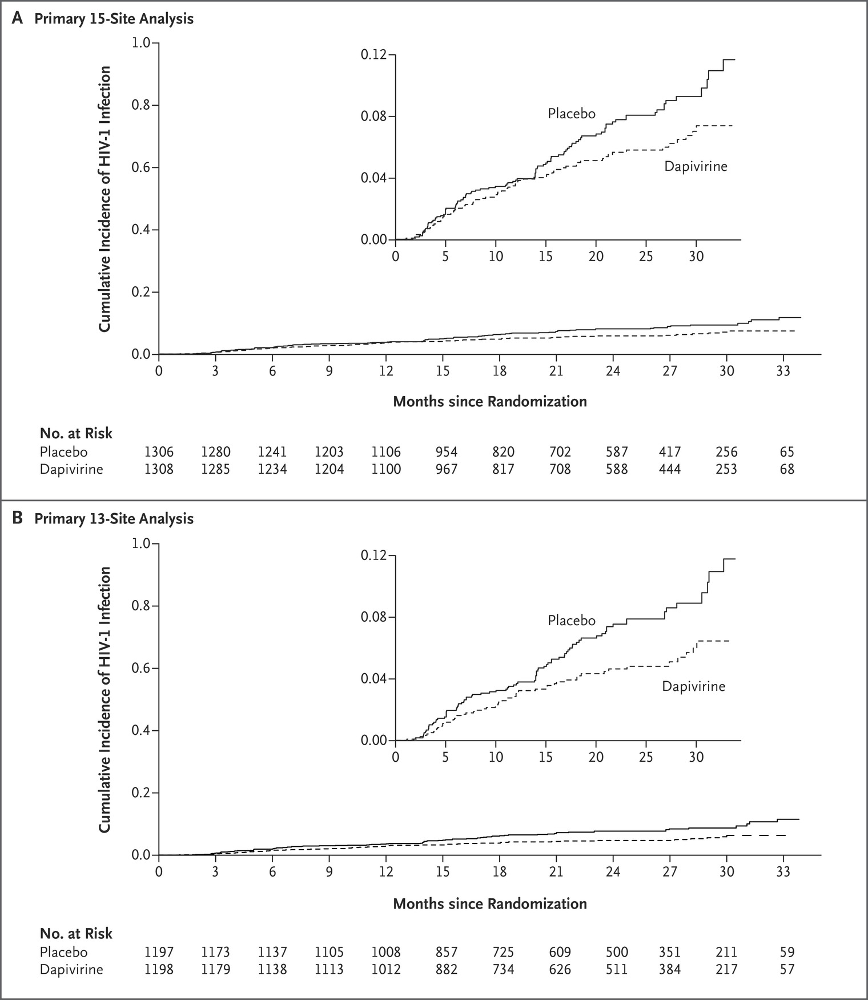 A Primary 15-Site Analysis
Cumulative Incidence of HIV-1 Infection
1.0
0.8
0.6
0.4
0.2
0.0
0 3 6 9 12 15 18 21 24 27 30 33
0.12
0.08
0.04
0.00
0 5 10 15 20 25 30
Placebo
Dapivirine
Months since Randomization
No. at Risk
Placebo 1306 1280 1241 1203 1106 954 820 702 587 417 256 65
Dapivirine 1308 1285 1234 1204 1100 967 817 708 588 444 253 68
B Primary 13-Site Analysis
Cumulative Incidence of HIV-1 Infection
1.0
0.8
0.6
0.4
0.2
0.0
0 3 6 9 12 15 18 21 24 27 30 33
0.12
0.08
0.04
0.00
0 5 10 15 20 25 30
Placebo
Dapivirine
Months since Randomization
No. at Risk
Placebo 1197 1173 1137 1105 1008 857 725 609 500 351 211 59
Dapivirine 1198 1179 1138 1113 1012 882 734 626 511 384 217 57